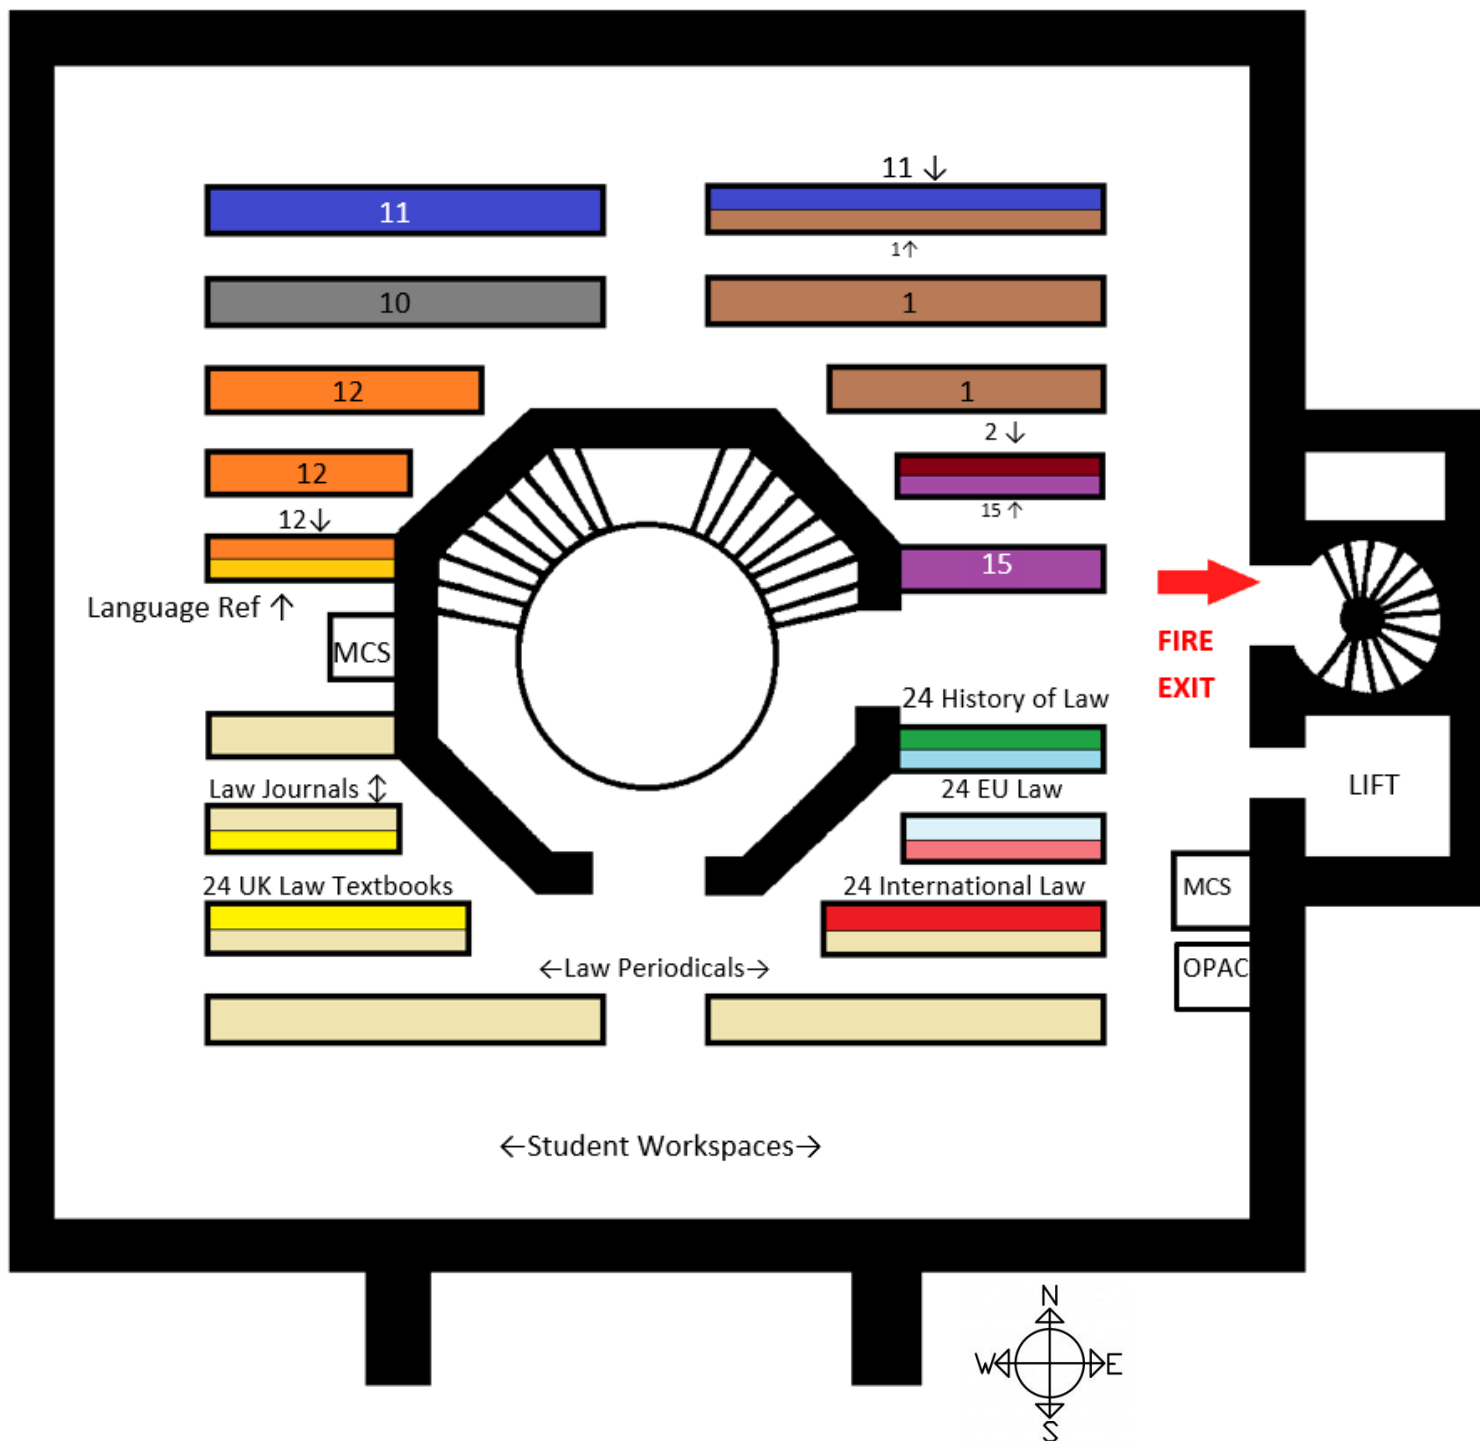 11 ↓
11
1↑
10
1
12
1
2 ↓
12
15 ↑
12↓
15
Language Ref ↑
FIRE
EXIT
MCS
24 History of Law
Law Journals ↕
24 EU Law
LIFT
24 UK Law Textbooks
24 International Law
MCS
←Law Periodicals→
OPAC
←Student Workspaces→
N
W
E
S